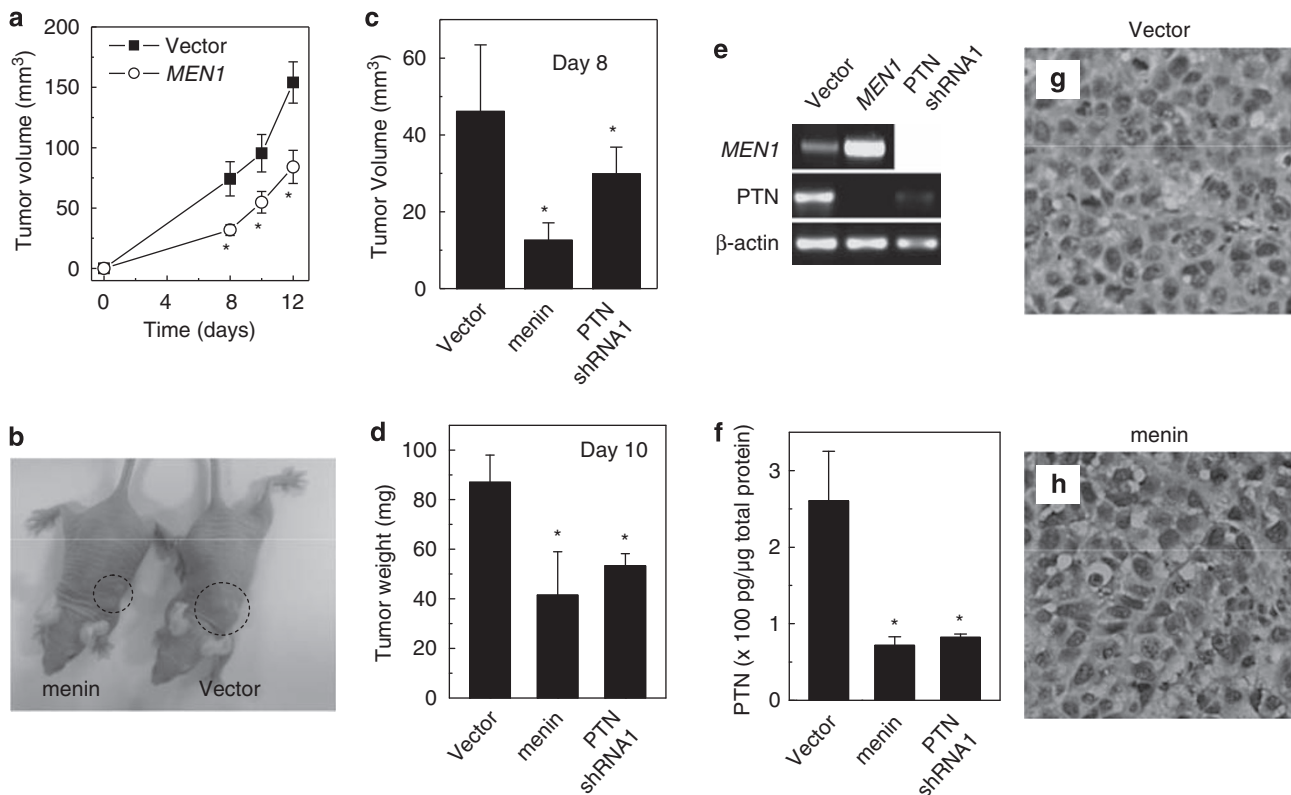 a
200
150
100
50
0
Tumor volume (mm³)
Vector
MEN1
*
*
*
0
4
8
12
Time (days)
b
menin
Vector
c
60
40
20
0
Tumor Volume (mm³)
Day 8
*
*
Vector
menin
PTN
shRNA1
d
100
80
60
40
20
0
Tumor weight (mg)
Day 10
*
*
Vector
menin
PTN
shRNA1
e
Vector
MEN1
PTN
shRNA1
MEN1
PTN
β-actin
f
3
2
1
0
PTN (x 100 pg/μg total protein)
*
*
Vector
menin
PTN
shRNA1
Vector
g
menin
h